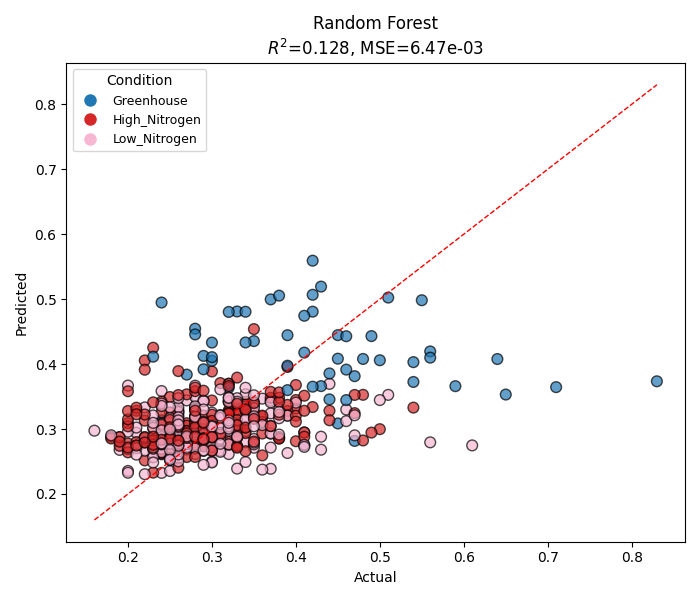 Random Forest
R²=0.128, MSE=6.47e-03
Condition
Greenhouse
High_Nitrogen
Low_Nitrogen
Predicted
0.8
0.7
0.6
0.5
0.4
0.3
0.2
0.2 0.3 0.4 0.5 0.6 0.7 0.8
Actual